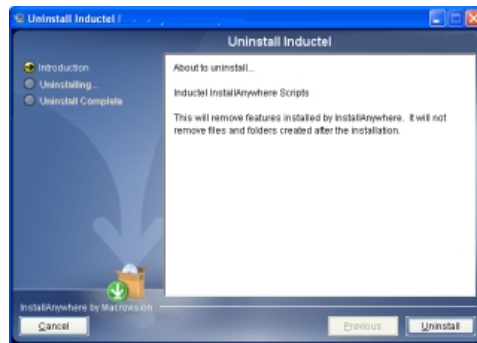 Uninstall Inductel
Uninstall Inductel
Introduction
Uninstalling...
Uninstall Complete
About to uninstall...
Inductel InstallAnywhere Scripts
This will remove features installed by InstallAnywhere. It will not
remove files and folders created after the installation.
InstallAnywhere by Macrovision
Cancel
Previous
Uninstall